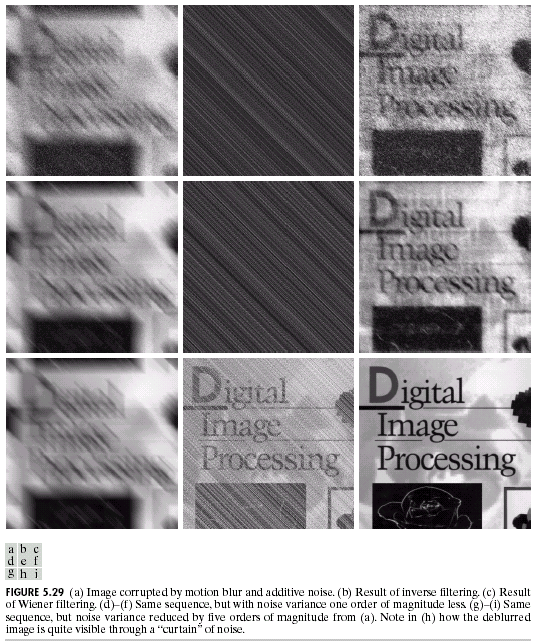 Digital
Image
Processing
Digital
Image
Processing
Digital
Image
Processing
Digital
Image
Processing
a b c
d e f
g h i
FIGURE 5.29 (a) Image corrupted by motion blur and additive noise. (b) Result of inverse filtering. (c) Result
of Wiener filtering. (d)–(f) Same sequence, but with noise variance one order of magnitude less. (g)–(i) Same
sequence, but noise variance reduced by five orders of magnitude from (a). Note in (h) how the deblurred
image is quite visible through a “curtain” of noise.